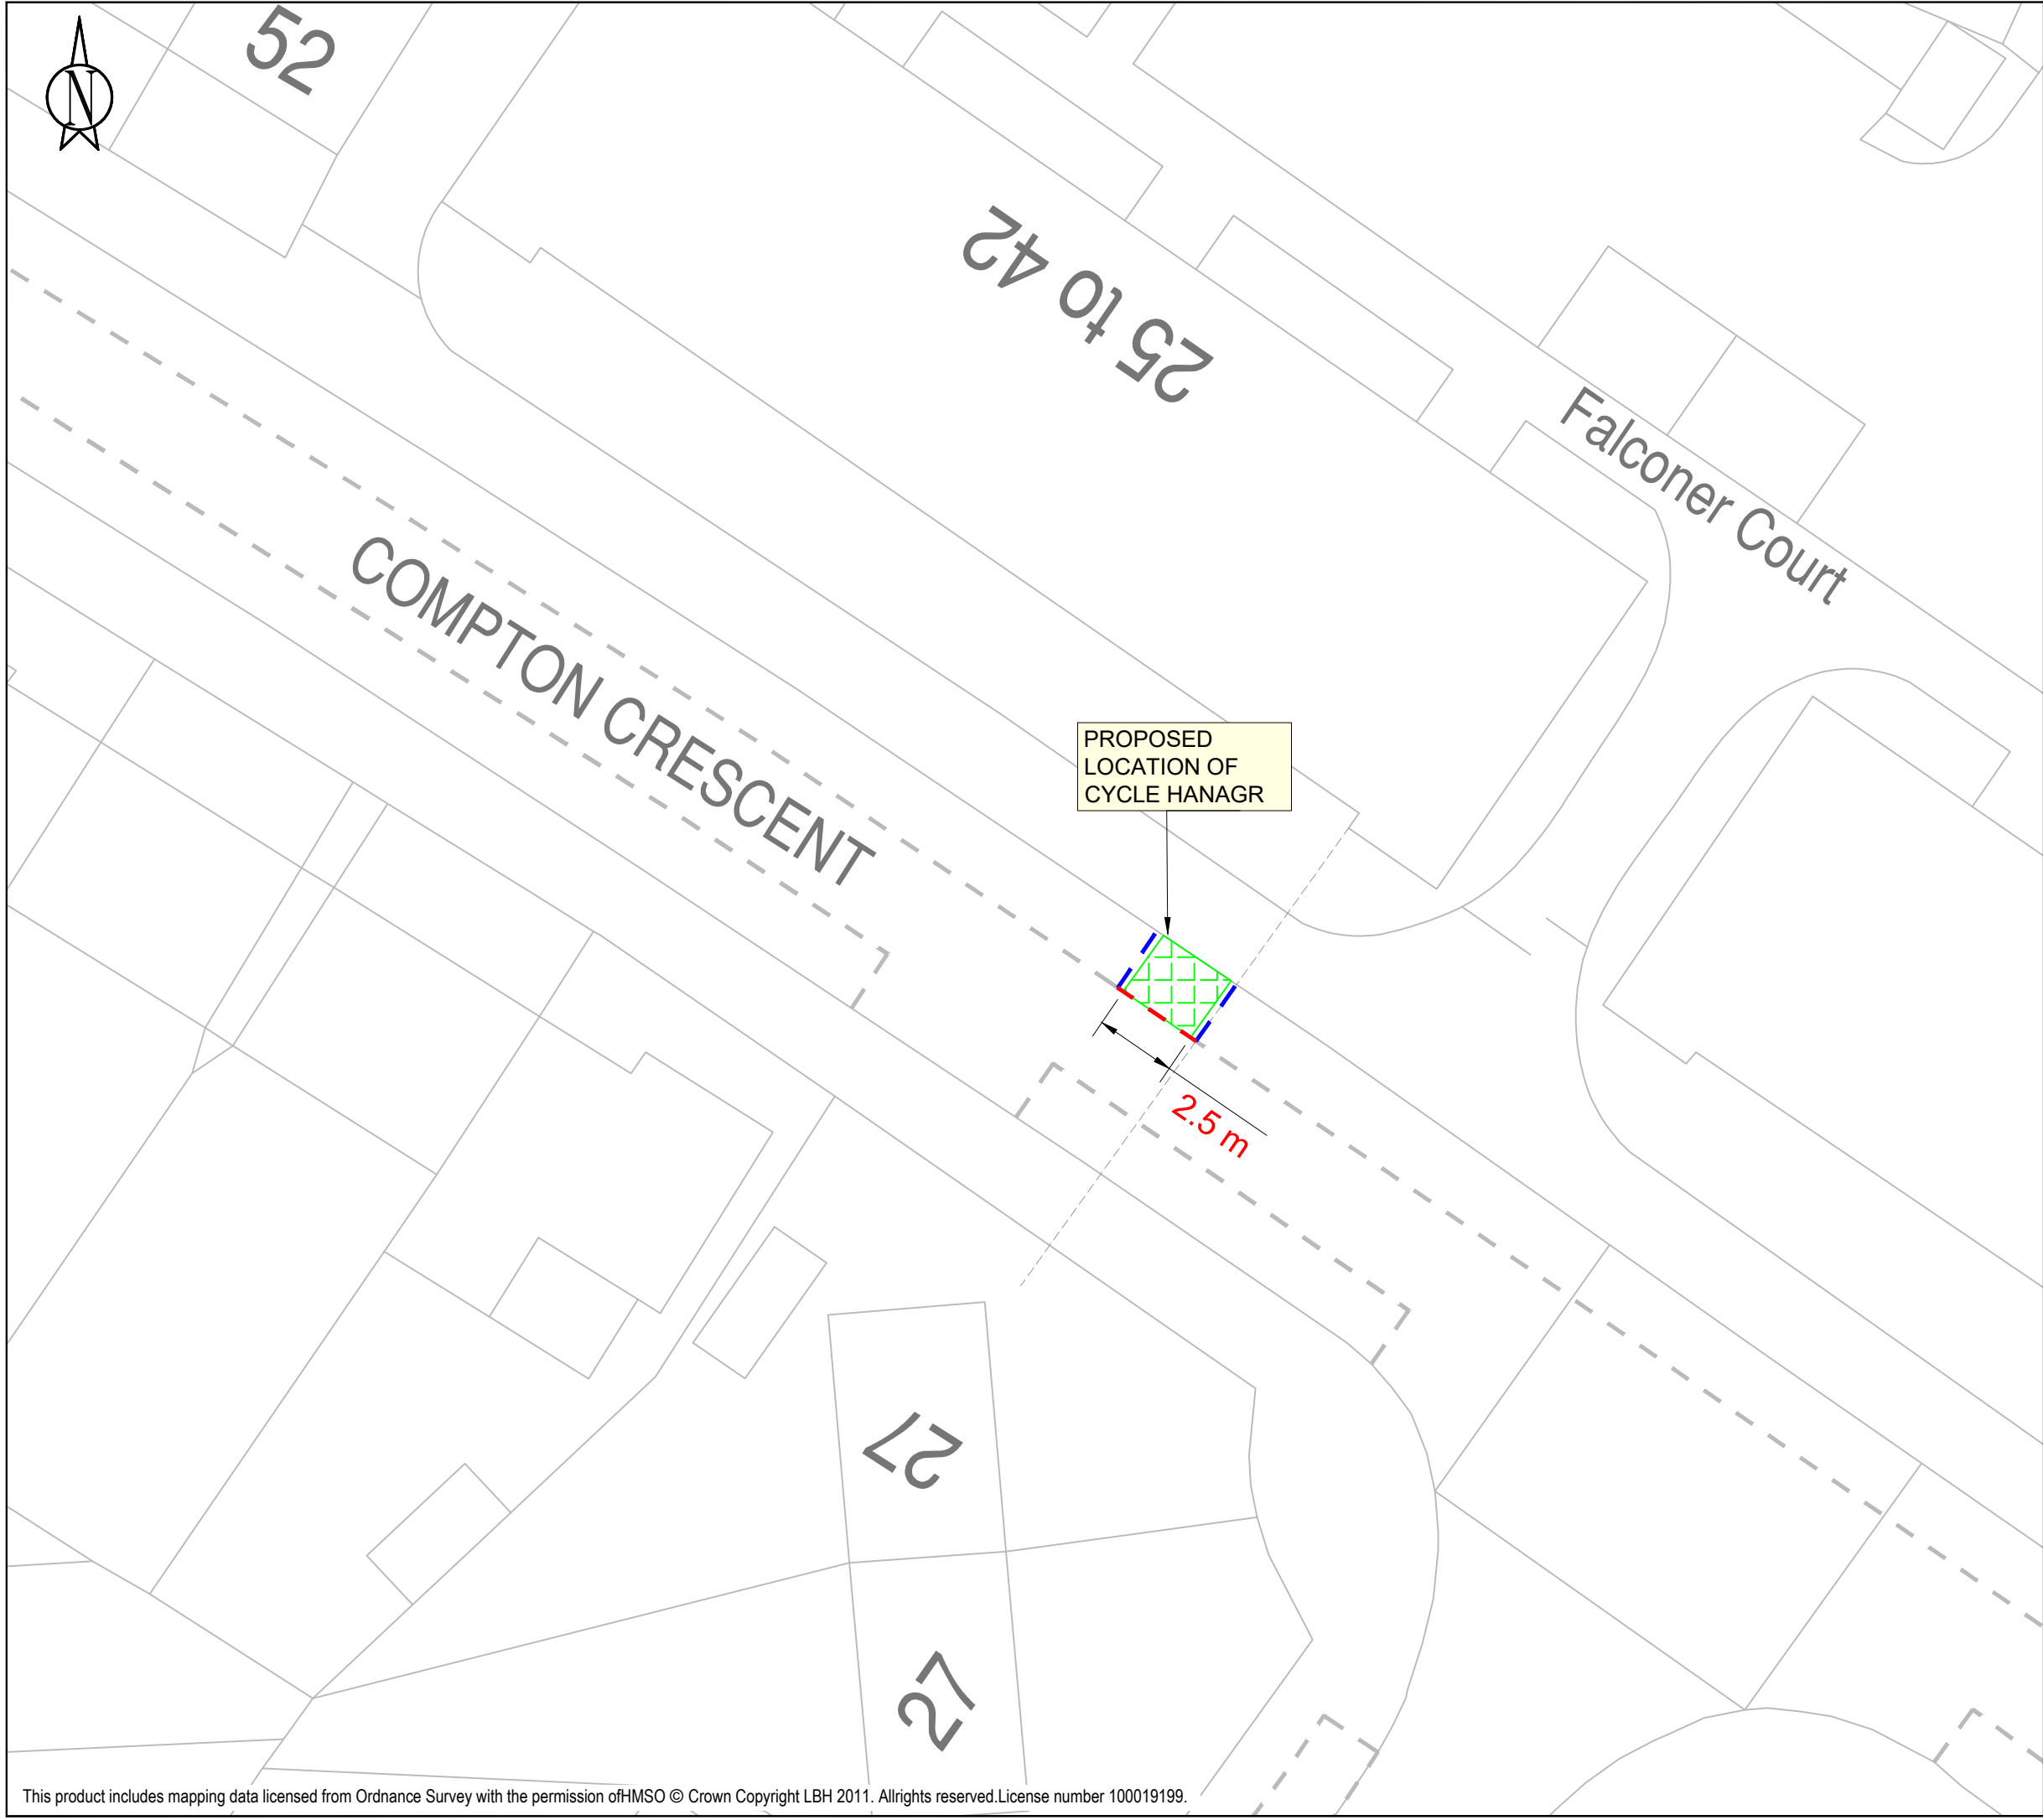 N
52
25 to 42
Falconer Court
COMPTON CRESCENT
PROPOSED
LOCATION OF
CYCLE HANAGR
2.5 m
27
27
This product includes mapping data licensed from Ordnance Survey with the permission ofHMSO © Crown Copyright LBH 2011. Allrights reserved.License number 100019199.